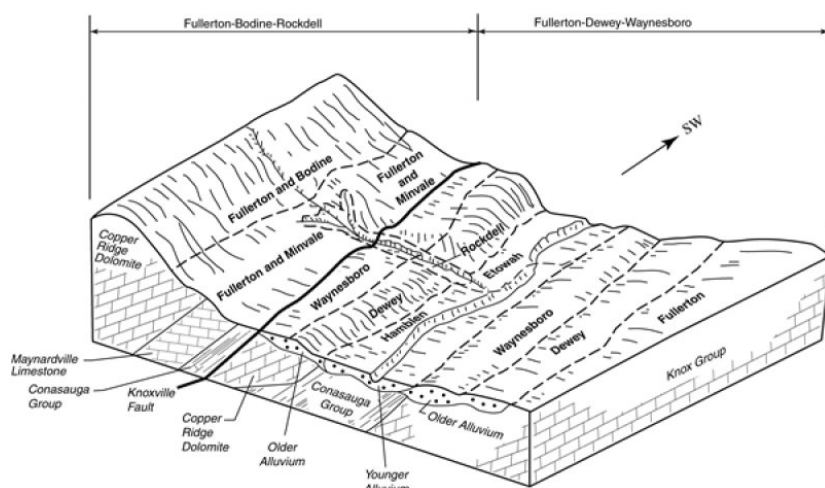 Fullerton-Bodine-Rockdell
Fullerton-Dewey-Waynesboro
SW
Fullerton and Bodine
Fullerton
and
Minvale
Copper
Ridge
Dolomite
Fullerton and Minvale
Rockdell
Etowah
Waynesboro
Dewey
Hamblen
Waynesboro
Dewey
Fullerton
Knox Group
Maynardville
Limestone
Conasauga
Group
Knoxville
Fault
Copper
Ridge
Dolomite
Older
Alluvium
Conasauga
Group
Younger
Alluvium
Older Alluvium